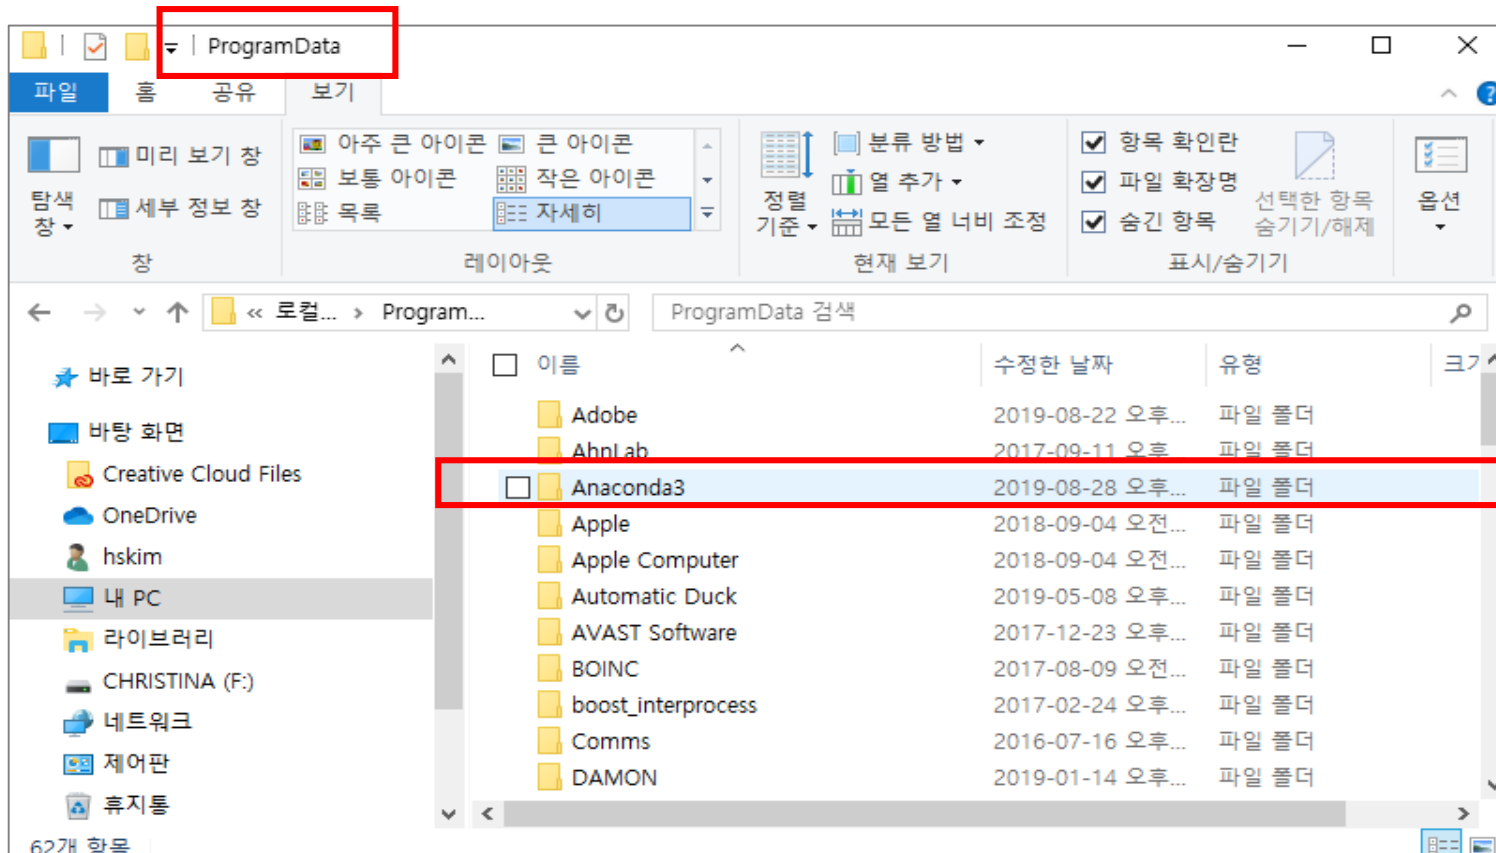 ProgramData
파일 홈 공유 보기
탐색 창
미리 보기 창
세부 정보 창
창
아주 큰 아이콘 큰 아이콘
보통 아이콘 작은 아이콘
목록 자세히
레이아웃
정렬 기준
분류 방법
열 추가
모든 열 너비 조정
현재 보기
항목 확인란
파일 확장명
숨긴 항목
선택한 항목 숨기기/해제
표시/숨기기
옵션
« 로컬... › Program...
ProgramData 검색
바로 가기
바탕 화면
Creative Cloud Files
OneDrive
hskim
내 PC
라이브러리
CHRISTINA (F:)
네트워크
제어판
휴지통
이름 수정한 날짜 유형
Adobe 2019-08-22 오후... 파일 폴더
AhnLab 2017-09-11 오후 파일 폴더
Anaconda3 2019-08-28 오후... 파일 폴더
Apple 2018-09-04 오전... 파일 폴더
Apple Computer 2018-09-04 오전... 파일 폴더
Automatic Duck 2019-05-08 오후... 파일 폴더
AVAST Software 2017-12-23 오후... 파일 폴더
BOINC 2017-08-09 오전... 파일 폴더
boost_interprocess 2017-02-24 오후... 파일 폴더
Comms 2016-07-16 오후... 파일 폴더
DAMON 2019-01-14 오후... 파일 폴더
62개 항목